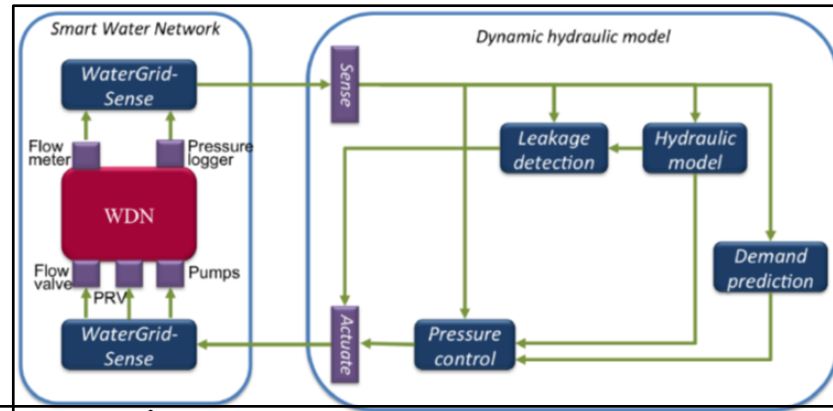 Smart Water Network
Dynamic hydraulic model
WaterGrid-
Sense
Sense
Flow
meter
Pressure
logger
Leakage
detection
Hydraulic
model
WDN
Demand
prediction
Flow
valve
PRV
Pumps
WaterGrid-
Sense
Actuate
Pressure
control